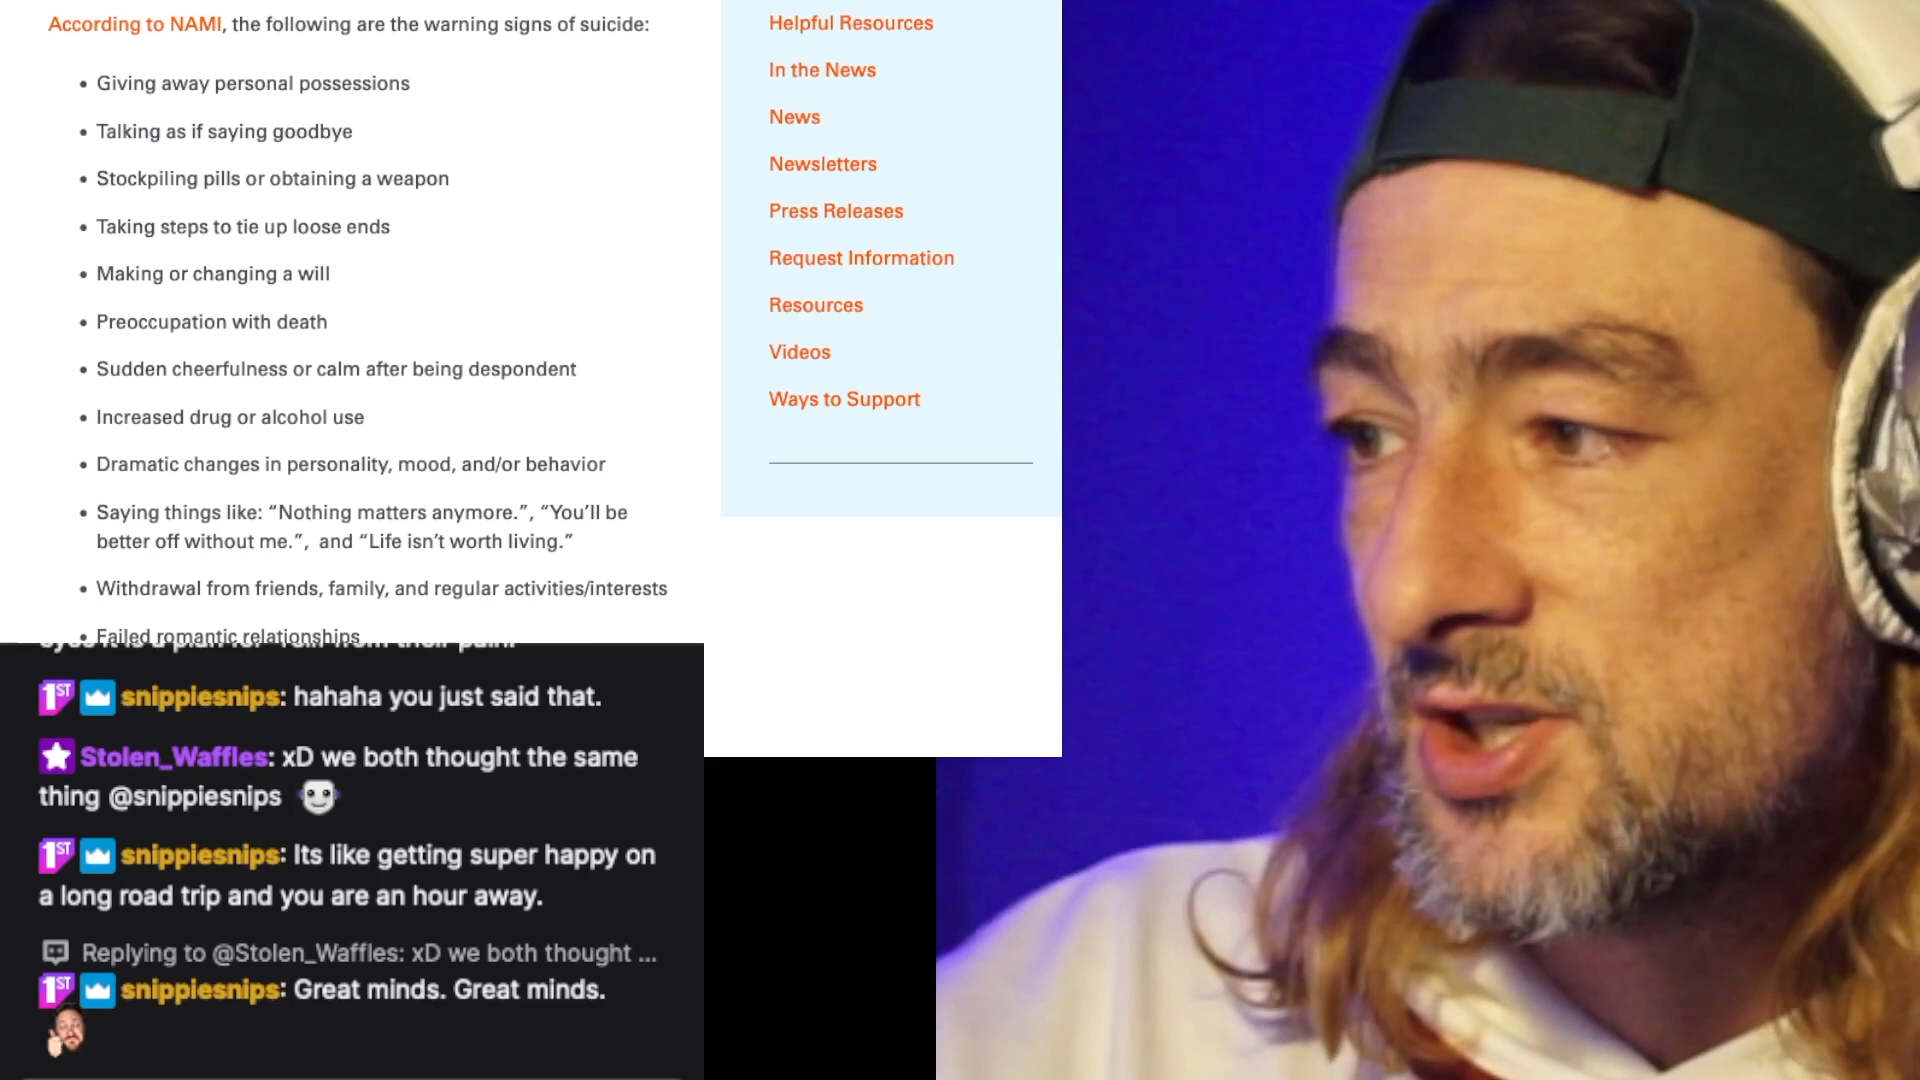 According to NAMI, the following are the warning signs of suicide:
• Giving away personal possessions
• Talking as if saying goodbye
• Stockpiling pills or obtaining a weapon
• Taking steps to tie up loose ends
• Making or changing a will
• Preoccupation with death
• Sudden cheerfulness or calm after being despondent
• Increased drug or alcohol use
• Dramatic changes in personality, mood, and/or behavior
• Saying things like: “Nothing matters anymore.”, “You’ll be
better off without me.”, and “Life isn’t worth living.”
• Withdrawal from friends, family, and regular activities/interests
• Failed romantic relationships
Helpful Resources
In the News
News
Newsletters
Press Releases
Request Information
Resources
Videos
Ways to Support
from their pain.
1ST snippiesnips: hahaha you just said that.
Stolen_Waffles: xD we both thought the same
thing @snippiesnips
1ST snippiesnips: Its like getting super happy on
a long road trip and you are an hour away.
Replying to @Stolen_Waffles: xD we both thought ...
1ST snippiesnips: Great minds. Great minds.